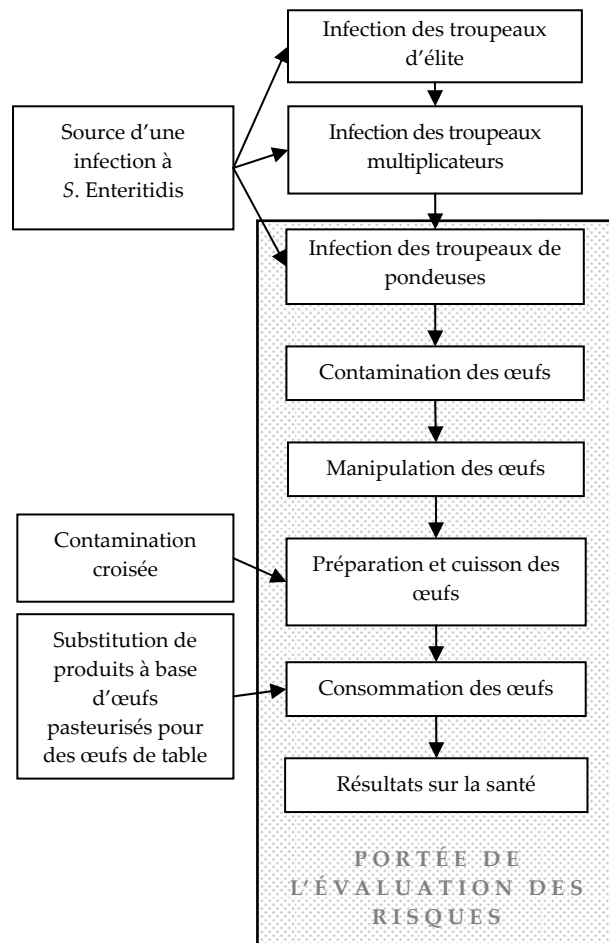 Infection des troupeaux
d'élite
Source d'une
infection à
S. Enteritidis
Infection des troupeaux
multiplicateurs
Infection des troupeaux de
pondeuses
Contamination des œufs
Manipulation des œufs
Contamination
croisée
Préparation et cuisson des
œufs
Substitution de
produits à base
d'œufs
pasteurisés pour
des œufs de table
Consommation des œufs
Résultats sur la santé
PORTÉE DE
L'ÉVALUATION DES
RISQUES